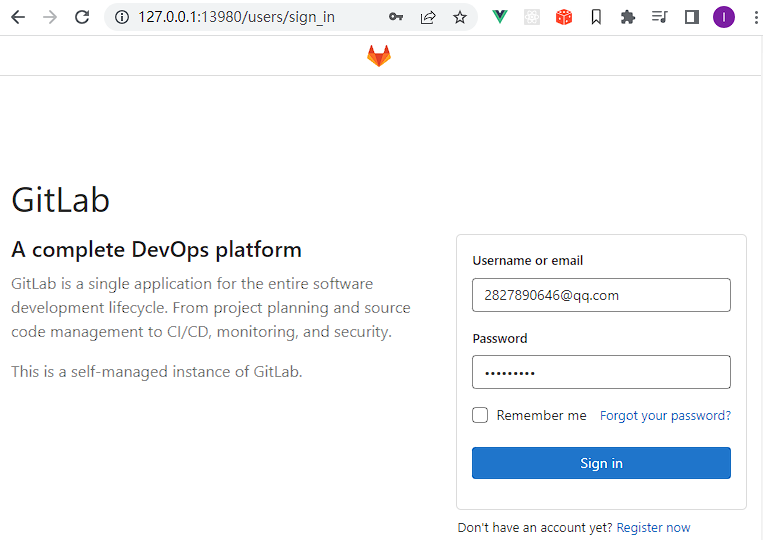 127.0.0.1:13980/users/sign_in
I
GitLab
A complete DevOps platform
GitLab is a single application for the entire software
development lifecycle. From project planning and source
code management to CI/CD, monitoring, and security.
This is a self-managed instance of GitLab.
Username or email
2827890646@qq.com
Password
•••••••••
Remember me Forgot your password?
Sign in
Don't have an account yet? Register now